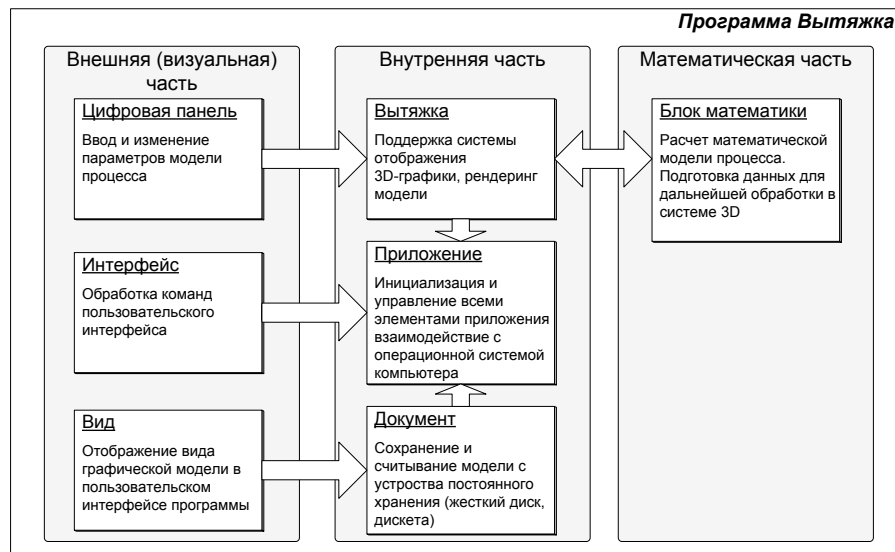 Программа Вытяжка
Внешняя (визуальная)
часть
Цифровая панель
Ввод и изменение
параметров модели
процесса
Интерфейс
Обработка команд
пользовательского
интерфейса
Вид
Отображение вида
графической модели в
пользовательском
интерфейсе программы
Внутренняя часть
Вытяжка
Поддержка системы
отображения
3D-графики, рендеринг
модели
Приложение
Инициализация и
управление всеми
элементами приложения
взаимодействие с
операционной системой
компьютера
Документ
Сохранение и
считывание модели с
устроства постоянного
хранения (жесткий диск,
дискета)
Математическая часть
Блок математики
Расчет математической
модели процесса.
Подготовка данных для
дальнейшей обработки в
системе 3D